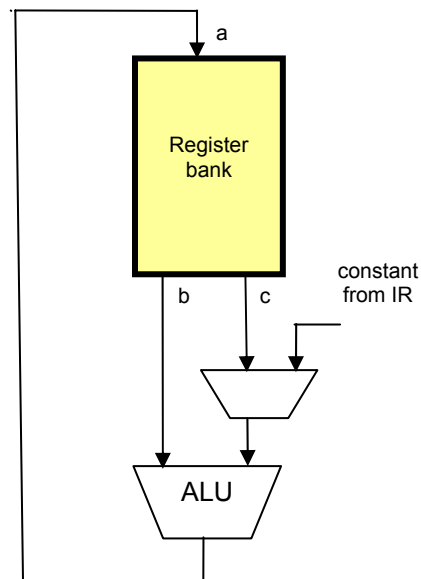 a
Register
bank
b
c
constant
from IR
ALU